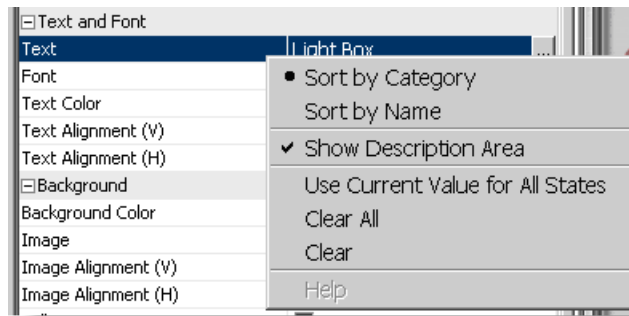 Text and Font
Text
Light Box
...
Font
Text Color
Text Alignment (V)
Text Alignment (H)
Background
Background Color
Image
Image Alignment (V)
Image Alignment (H)
Sort by Category
Sort by Name
Show Description Area
Use Current Value for All States
Clear All
Clear
Help